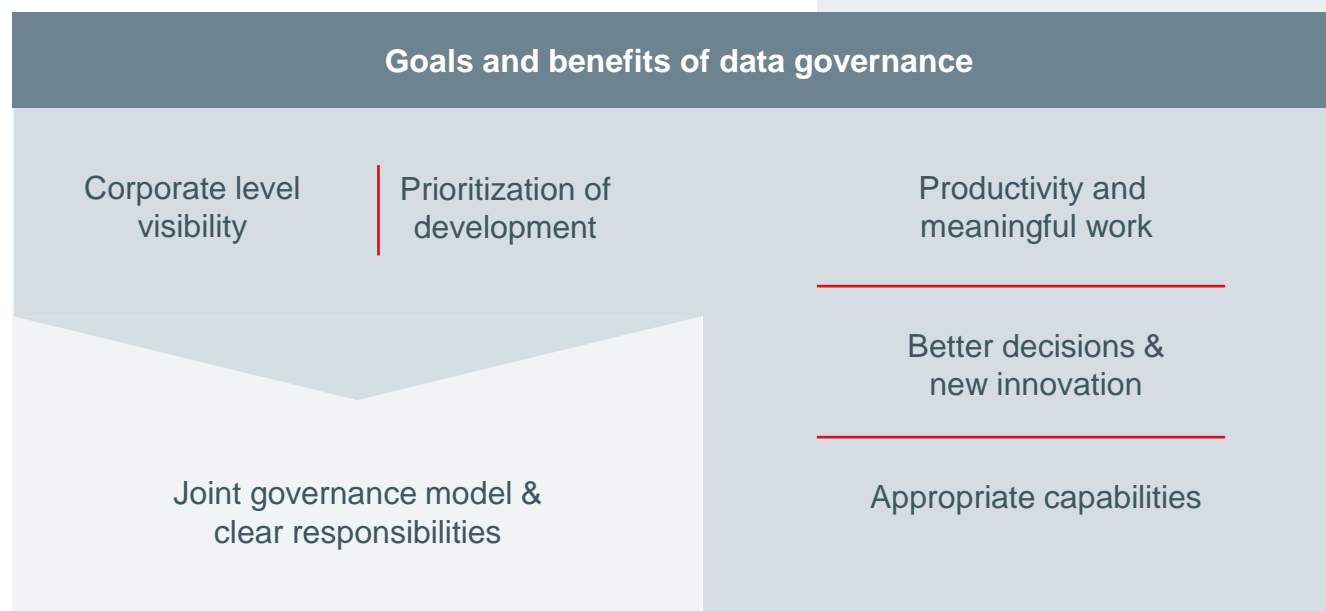 Goals and benefits of data governance
Corporate level
visibility
Prioritization of
development
Joint governance model &
clear responsibilities
Productivity and
meaningful work
Better decisions &
new innovation
Appropriate capabilities